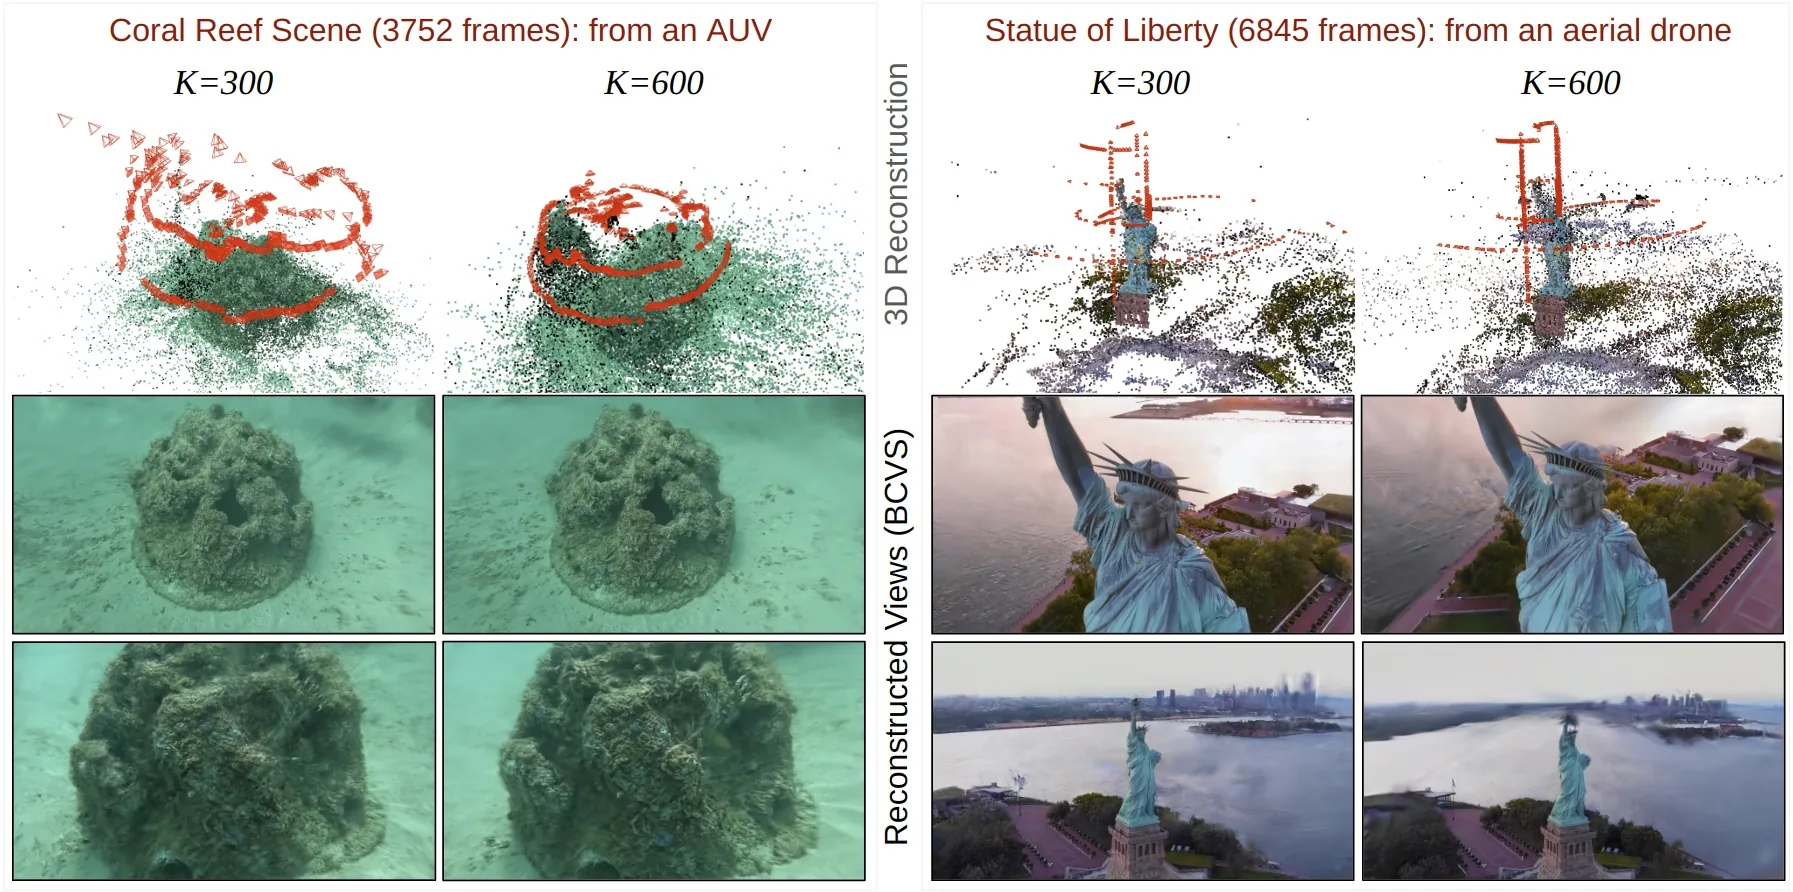 Coral Reef Scene (3752 frames): from an AUV
K=300
K=600
3D Reconstruction
Reconstructed Views (BCVS)
Statue of Liberty (6845 frames): from an aerial drone
K=300
K=600